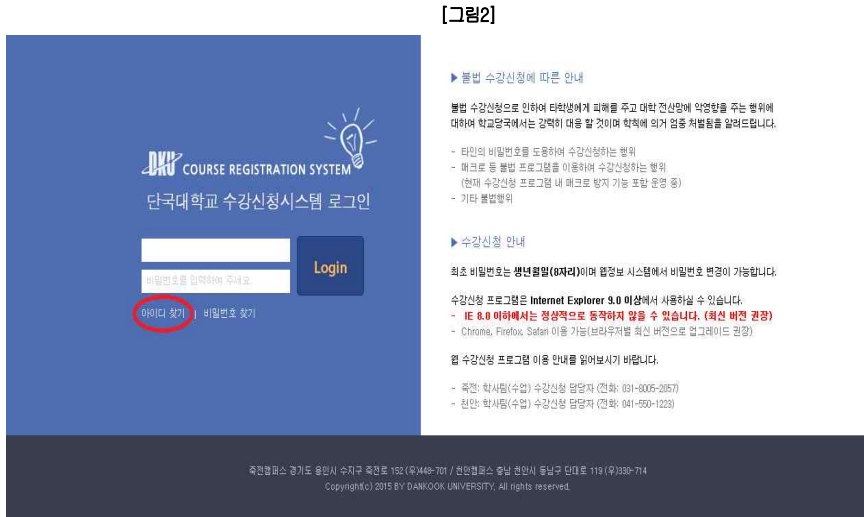 [그림2]
DKU COURSE REGISTRATION SYSTEM
단국대학교 수강신청시스템 로그인
비밀번호를 입력하여 주세요.
Login
아이디 찾기 | 비밀번호 찾기
▶ 불법 수강신청에 따른 안내
불법 수강신청으로 인하여 타학생에게 피해를 주고 대학 전산망에 악영향을 주는 행위에
대하여 학교당국에서는 강력히 대응 할 것이며 학칙에 의거 엄중 처벌됨을 알려드립니다.
- 타인의 비밀번호를 도용하여 수강신청하는 행위
- 매크로 등 불법 프로그램을 이용하여 수강신청하는 행위
(현재 수강신청 프로그램 내 매크로 방지 기능 포함 운영 중)
- 기타 불법행위
▶ 수강신청 안내
최초 비밀번호는 생년월일(8자리)이며 웹정보 시스템에서 비밀번호 변경이 가능합니다.
수강신청 프로그램은 Internet Explorer 9.0 이상에서 사용하실 수 있습니다.
- IE 8.0 이하에서는 정상적으로 동작하지 않을 수 있습니다. (최신 버전 권장)
- Chrome, Firefox, Safari 이용 가능(브라우저별 최신 버전으로 업그레이드 권장)
웹 수강신청 프로그램 이용 안내를 읽어보시기 바랍니다.
- 죽전: 학사팀(수업) 수강신청 담당자 (전화: 031-8005-2057)
- 천안: 학사팀(수업) 수강신청 담당자 (전화: 041-550-1223)
죽전캠퍼스 경기도 용인시 수지구 죽전로 152 (우)448-701 / 천안캠퍼스 충남 천안시 동남구 단대로 119 (우)330-714
Copyright(c) 2015 BY DANKOOK UNIVERSITY, All rights reserved.